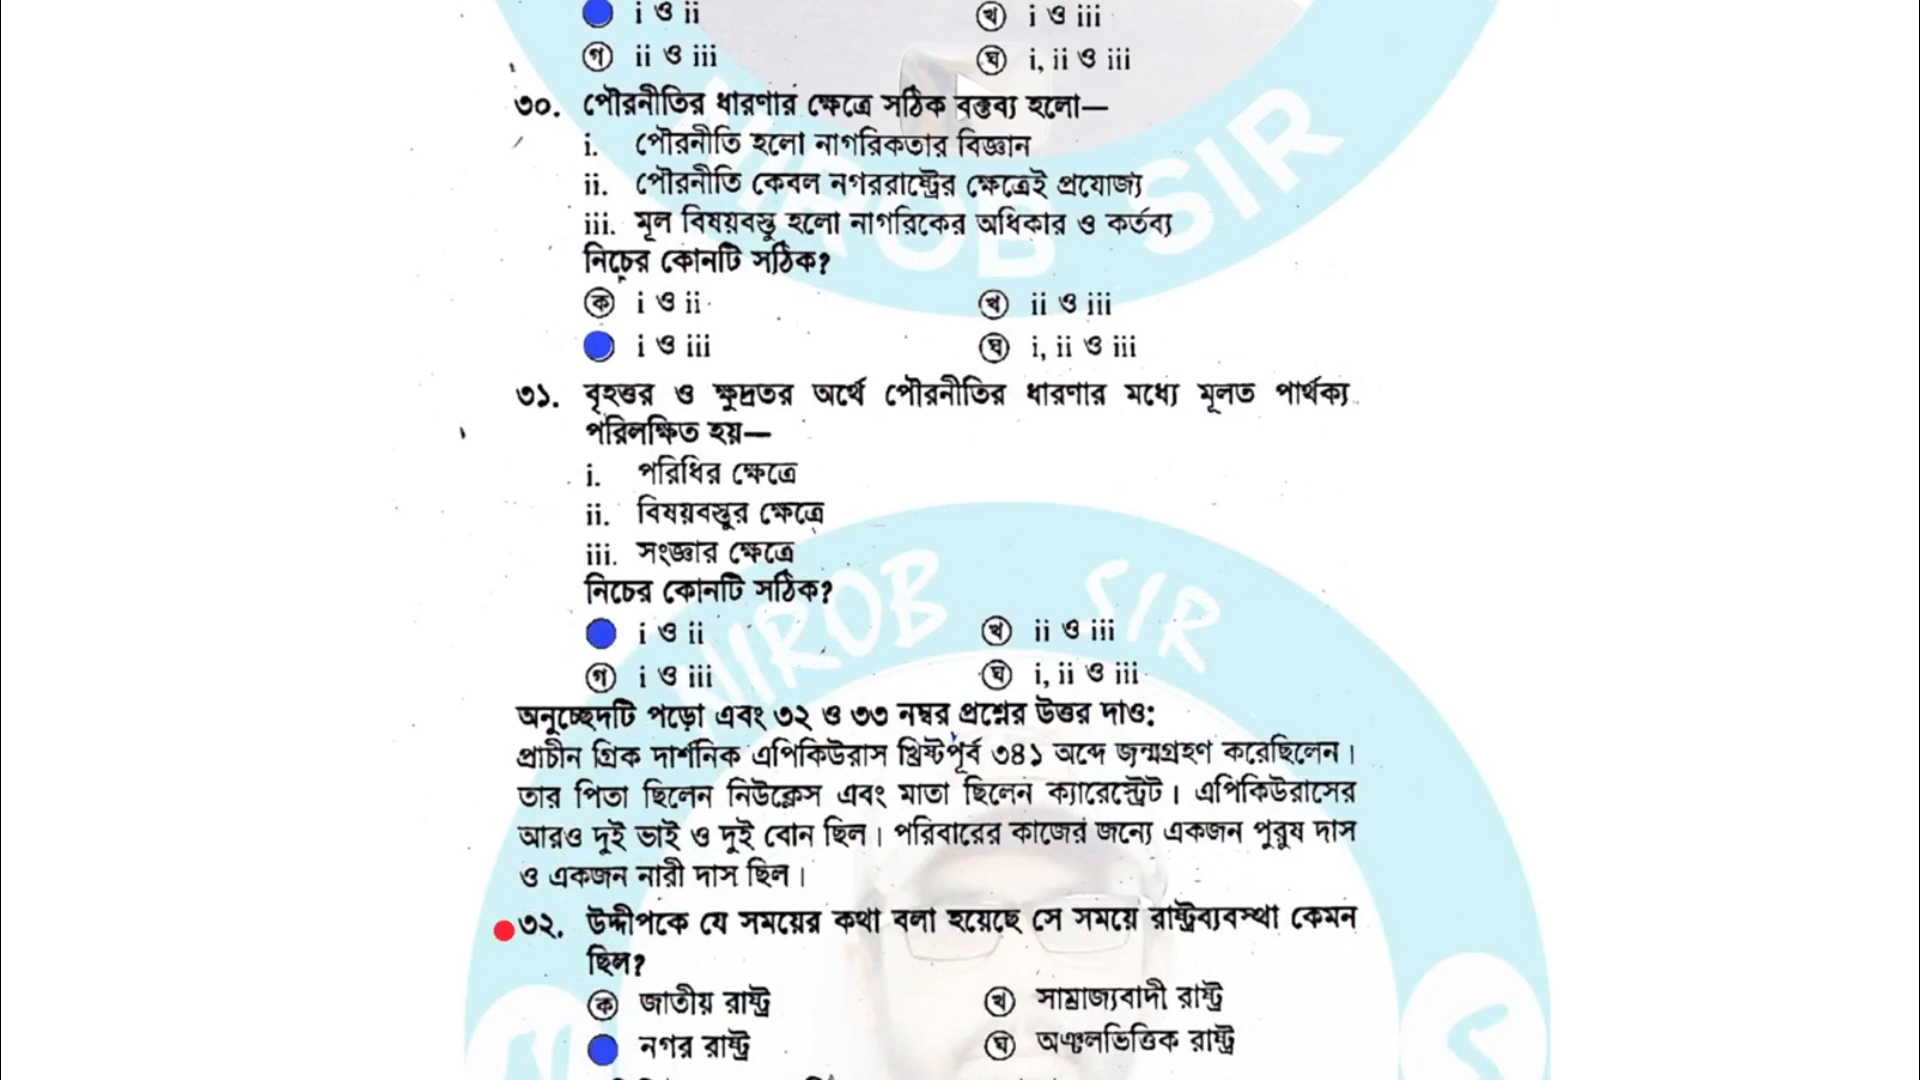 i ও ii
খ i ও iii
গ ii ও iii
ঘ i, ii ও iii
৩০. পৌরনীতির ধারণার ক্ষেত্রে সঠিক বক্তব্য হলো—
i. পৌরনীতি হলো নাগরিকতার বিজ্ঞান
ii. পৌরনীতি কেবল নগররাষ্ট্রের ক্ষেত্রেই প্রযোজ্য
iii. মূল বিষয়বস্তু হলো নাগরিকের অধিকার ও কর্তব্য
নিচের কোনটি সঠিক?
ক i ও ii
খ ii ও iii
i ও iii
ঘ i, ii ও iii
৩১. বৃহত্তর ও ক্ষুদ্রতর অর্থে পৌরনীতির ধারণার মধ্যে মূলত পার্থক্য
পরিলক্ষিত হয়—
i. পরিধির ক্ষেত্রে
ii. বিষয়বস্তুর ক্ষেত্রে
iii. সংজ্ঞার ক্ষেত্রে
নিচের কোনটি সঠিক?
i ও ii
খ ii ও iii
গ i ও iii
ঘ i, ii ও iii
অনুচ্ছেদটি পড়ো এবং ৩২ ও ৩৩ নম্বর প্রশ্নের উত্তর দাও:
প্রাচীন গ্রিক দার্শনিক এপিকিউরাস খ্রিষ্টপূর্ব ৩৪১ অব্দে জন্মগ্রহণ করেছিলেন।
তার পিতা ছিলেন নিউক্লেস এবং মাতা ছিলেন ক্যারেস্ট্রেট। এপিকিউরাসের
আরও দুই ভাই ও দুই বোন ছিল। পরিবারের কাজের জন্যে একজন পুরুষ দাস
ও একজন নারী দাস ছিল।
৩২. উদ্দীপকে যে সময়ের কথা বলা হয়েছে সে সময়ে রাষ্ট্রব্যবস্থা কেমন
ছিল?
ক জাতীয় রাষ্ট্র
খ সাম্রাজ্যবাদী রাষ্ট্র
নগর রাষ্ট্র
ঘ অঞ্চলভিত্তিক রাষ্ট্র
NIROB SIR
NIROB SIR